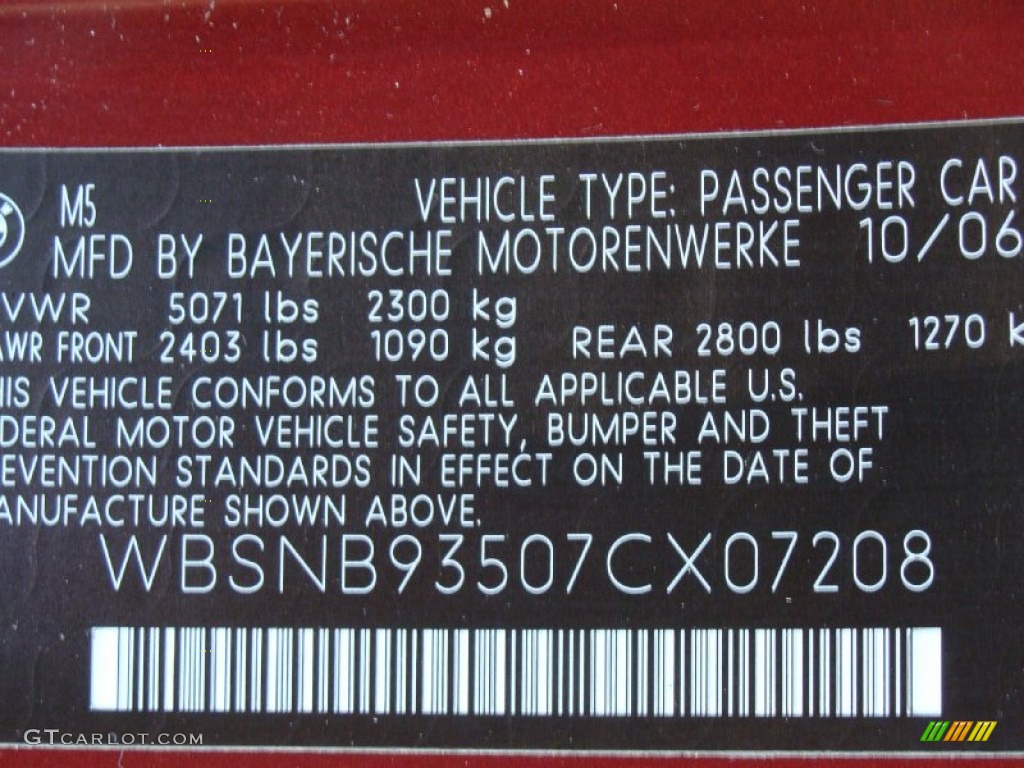 M5 VEHICLE TYPE: PASSENGER CAR
MFD BY BAYERISCHE MOTORENWERKE 10/06
VWR 5071 lbs 2300 kg
AWR FRONT 2403 lbs 1090 kg REAR 2800 lbs 1270 k
HIS VEHICLE CONFORMS TO ALL APPLICABLE U.S.
DERAL MOTOR VEHICLE SAFETY, BUMPER AND THEFT
EVENTION STANDARDS IN EFFECT ON THE DATE OF
ANUFACTURE SHOWN ABOVE.
WBSNB93507CX07208
GTCARLOT.COM